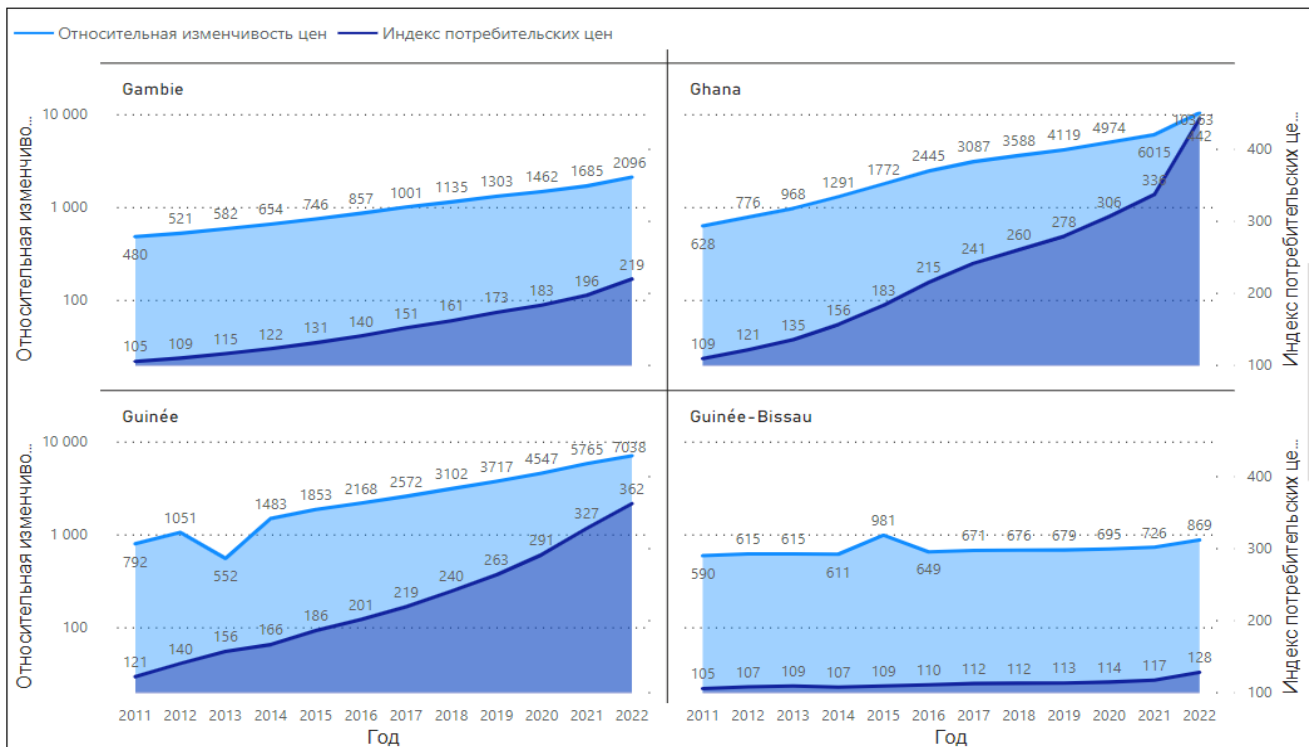 Относительная изменчивость цен Индекс потребительских цен
Gambie
Ghana
Относительная изменчиво...
10 000
1 000
100
480 521 582 654 746 857 1001 1135 1303 1462 1685 2096
105 109 115 122 131 140 151 161 173 183 196 219
628 776 968 1291 1772 2445 3087 3588 4119 4974 6015 10363
109 121 135 156 183 215 241 260 278 306 336 442
400
300
200
100
Индекс потребительских це...
Guinée
Guinée-Bissau
Относительная изменчиво...
10 000
1 000
100
792 1051 552 1483 1853 2168 2572 3102 3717 4547 5765 7038
121 140 156 166 186 201 219 240 263 291 327 362
590 615 615 611 981 649 671 676 679 695 726 869
105 107 109 107 109 110 112 112 113 114 117 128
400
300
200
100
Индекс потребительских це...
2011 2012 2013 2014 2015 2016 2017 2018 2019 2020 2021 2022
2011 2012 2013 2014 2015 2016 2017 2018 2019 2020 2021 2022
Год
Год